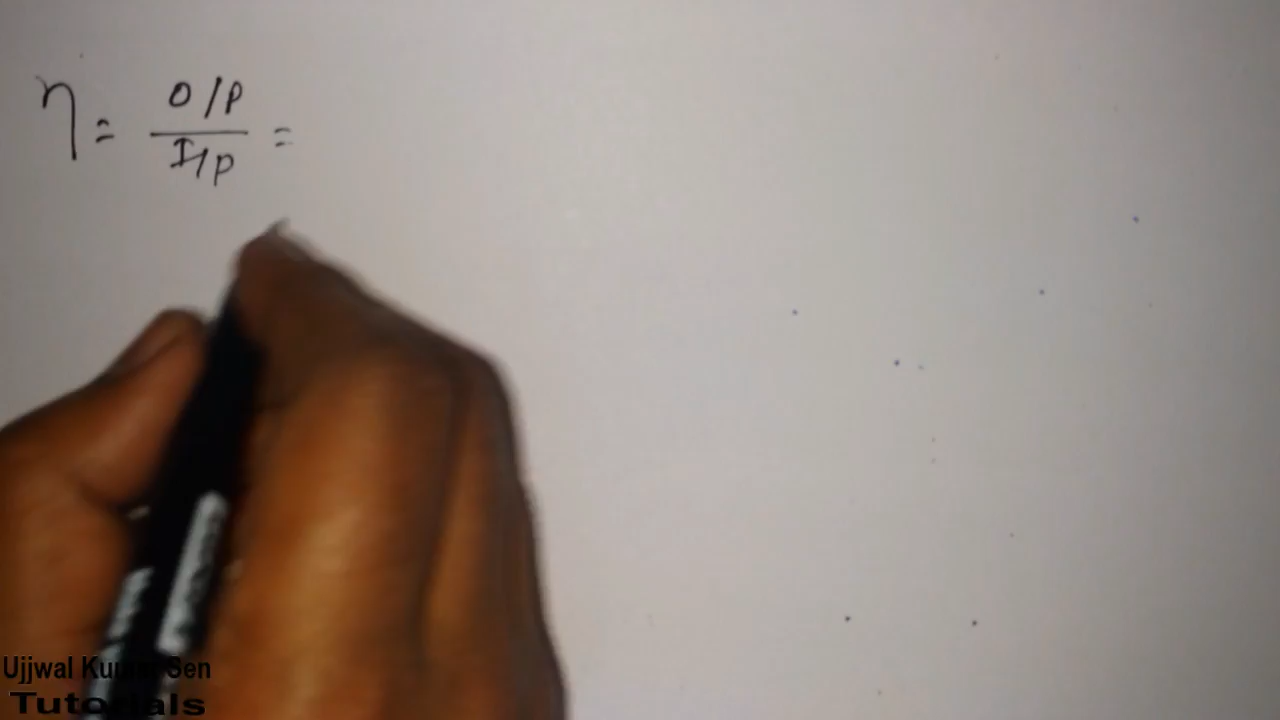 η = O/P / I/P =
Ujjwal Kumar Sen
Tutorials